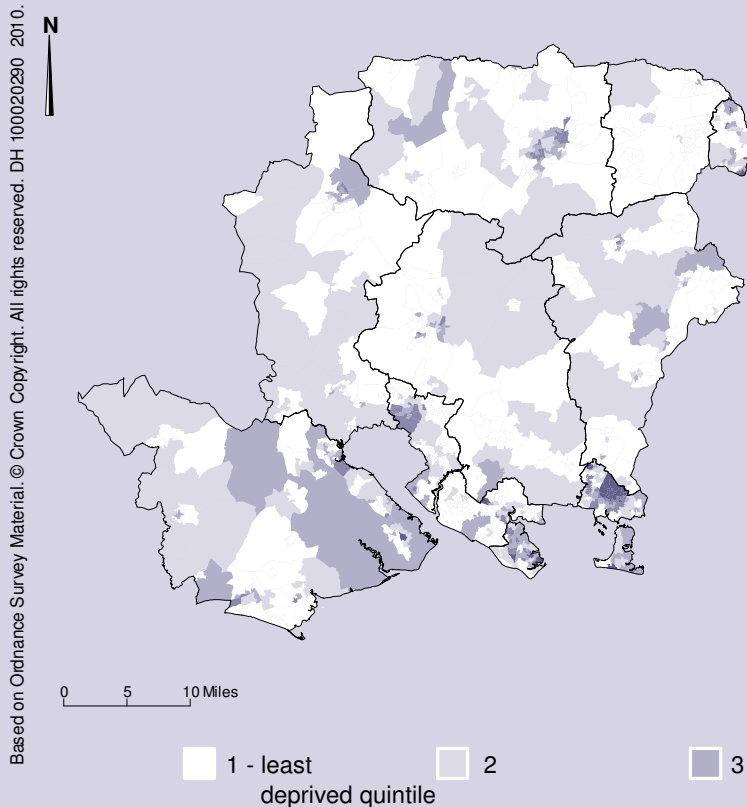 Based on Ordnance Survey Material. © Crown Copyright. All rights reserved. DH 100020290 2010.
N
0 5 10 Miles
1 - least
deprived quintile
2
3